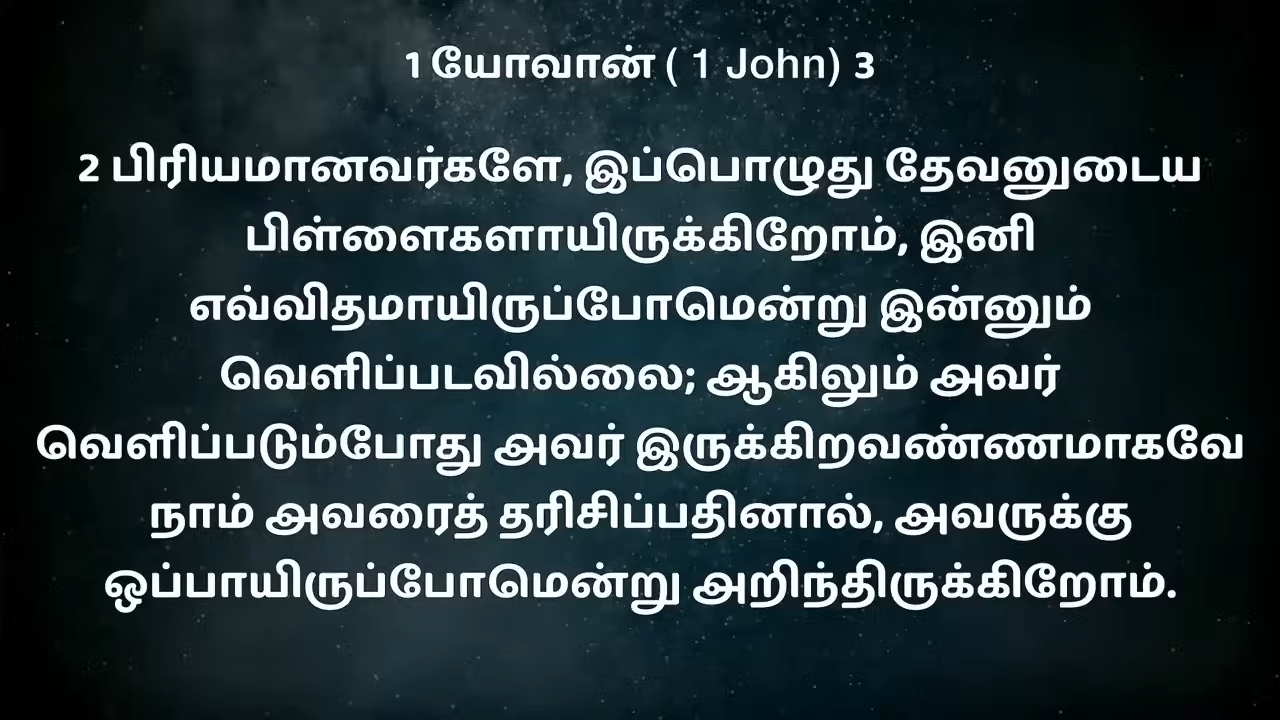 1 யோவான் ( 1 John) 3
2 பிரியமானவர்களே, இப்பொழுது தேவனுடைய
பிள்ளைகளாயிருக்கிறோம், இனி
எவ்விதமாயிருப்போமென்று இன்னும்
வெளிப்படவில்லை; ஆகிலும் அவர்
வெளிப்படும்போது அவர் இருக்கிறவண்ணமாகவே
நாம் அவரைத் தரிசிப்பதினால், அவருக்கு
ஒப்பாயிருப்போமென்று அறிந்திருக்கிறோம்.